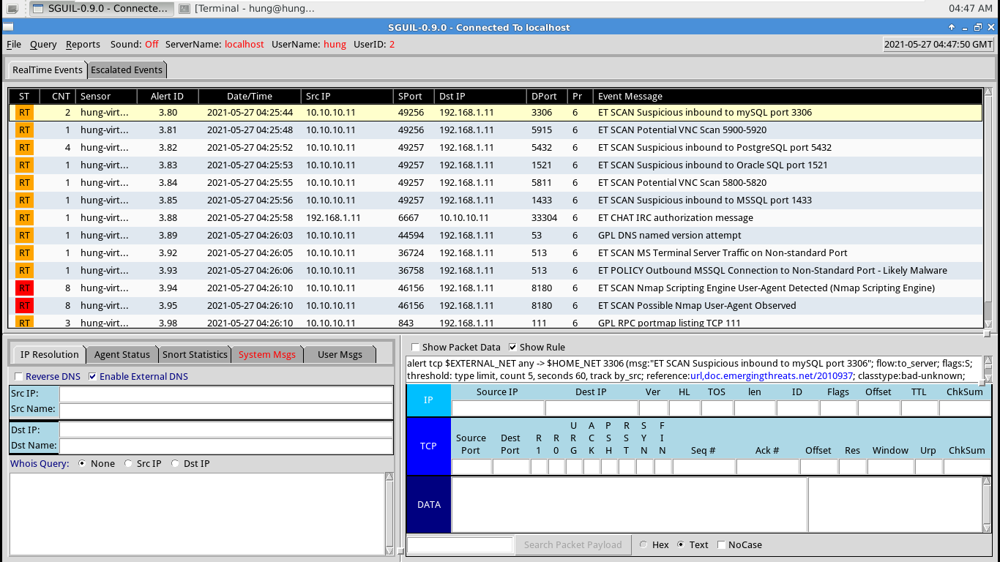 SGUIL-0.9.0 - Connecte... [Terminal - hung@hung... 04:47 AM
SGUIL-0.9.0 - Connected To localhost
File Query Reports Sound: Off ServerName: localhost UserName: hung UserID: 2 2021-05-27 04:47:50 GMT
RealTime Events Escalated Events
ST CNT Sensor Alert ID Date/Time Src IP SPort Dst IP DPort Pr Event Message
RT 2 hung-virt... 3.80 2021-05-27 04:25:44 10.10.10.11 49256 192.168.1.11 3306 6 ET SCAN Suspicious inbound to mySQL port 3306
RT 1 hung-virt... 3.81 2021-05-27 04:25:48 10.10.10.11 49256 192.168.1.11 5915 6 ET SCAN Potential VNC Scan 5900-5920
RT 4 hung-virt... 3.82 2021-05-27 04:25:52 10.10.10.11 49257 192.168.1.11 5432 6 ET SCAN Suspicious inbound to PostgreSQL port 5432
RT 1 hung-virt... 3.83 2021-05-27 04:25:53 10.10.10.11 49257 192.168.1.11 1521 6 ET SCAN Suspicious inbound to Oracle SQL port 1521
RT 1 hung-virt... 3.84 2021-05-27 04:25:55 10.10.10.11 49257 192.168.1.11 5811 6 ET SCAN Potential VNC Scan 5800-5820
RT 1 hung-virt... 3.85 2021-05-27 04:25:56 10.10.10.11 49257 192.168.1.11 1433 6 ET SCAN Suspicious inbound to MSSQL port 1433
RT 1 hung-virt... 3.88 2021-05-27 04:25:58 192.168.1.11 6667 10.10.10.11 33304 6 ET CHAT IRC authorization message
RT 1 hung-virt... 3.89 2021-05-27 04:26:03 10.10.10.11 44594 192.168.1.11 53 6 GPL DNS named version attempt
RT 1 hung-virt... 3.92 2021-05-27 04:26:05 10.10.10.11 36724 192.168.1.11 513 6 ET SCAN MS Terminal Server Traffic on Non-standard Port
RT 1 hung-virt... 3.93 2021-05-27 04:26:06 10.10.10.11 36758 192.168.1.11 513 6 ET POLICY Outbound MSSQL Connection to Non-Standard Port - Likely Malware
RT 8 hung-virt... 3.94 2021-05-27 04:26:10 10.10.10.11 46156 192.168.1.11 8180 6 ET SCAN Nmap Scripting Engine User-Agent Detected (Nmap Scripting Engine)
RT 8 hung-virt... 3.95 2021-05-27 04:26:10 10.10.10.11 46156 192.168.1.11 8180 6 ET SCAN Possible Nmap User-Agent Observed
RT 3 hung-virt... 3.98 2021-05-27 04:26:10 10.10.10.11 843 192.168.1.11 111 6 GPL RPC portmap listing TCP 111
IP Resolution Agent Status Snort Statistics System Msgs User Msgs
Reverse DNS Enable External DNS
Src IP:
Src Name:
Dst IP:
Dst Name:
Whois Query: None Src IP Dst IP
Show Packet Data Show Rule
alert tcp $EXTERNAL_NET any -> $HOME_NET 3306 (msg:"ET SCAN Suspicious inbound to mySQL port 3306"; flow:to_server; flags:S;
threshold: type limit, count 5, seconds 60, track by_src; reference:url,doc.emergingthreats.net/2010937; classtype:bad-unknown;
IP Source IP Dest IP Ver HL TOS len ID Flags Offset TTL ChkSum
TCP Source Port Dest Port R1 R0 URG ACK PSH RST SYN FIN Seq # Ack # Offset Res Window Urp ChkSum
DATA
Search Packet Payload Hex Text NoCase